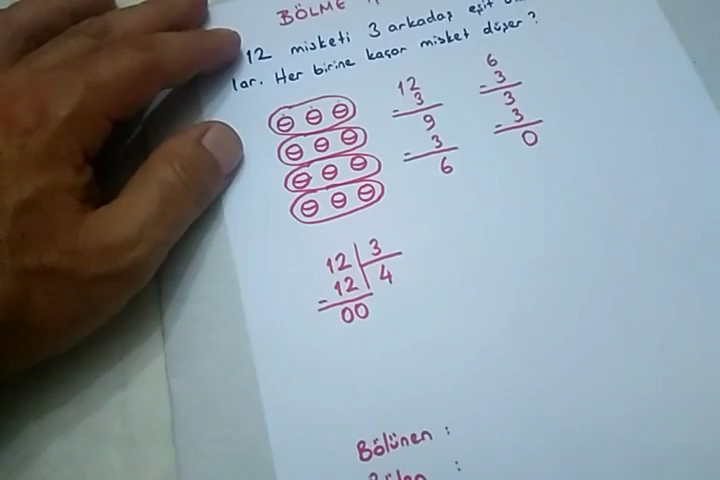 BÖLME
12 misketi 3 arkadaş eşit
lar. Her birine kaçar misket düşer?
12
- 3
9
- 3
6
6
- 3
3
- 3
0
12 | 3
- 12 | 4
00
Bölünen :
Bölen :